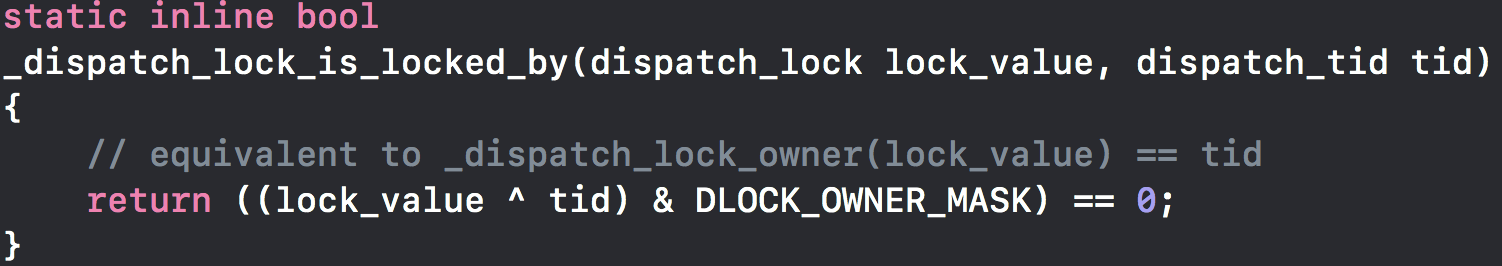 static inline bool
_dispatch_lock_is_locked_by(dispatch_lock lock_value, dispatch_tid tid)
{
    // equivalent to _dispatch_lock_owner(lock_value) == tid
    return ((lock_value ^ tid) & DLOCK_OWNER_MASK) == 0;
}